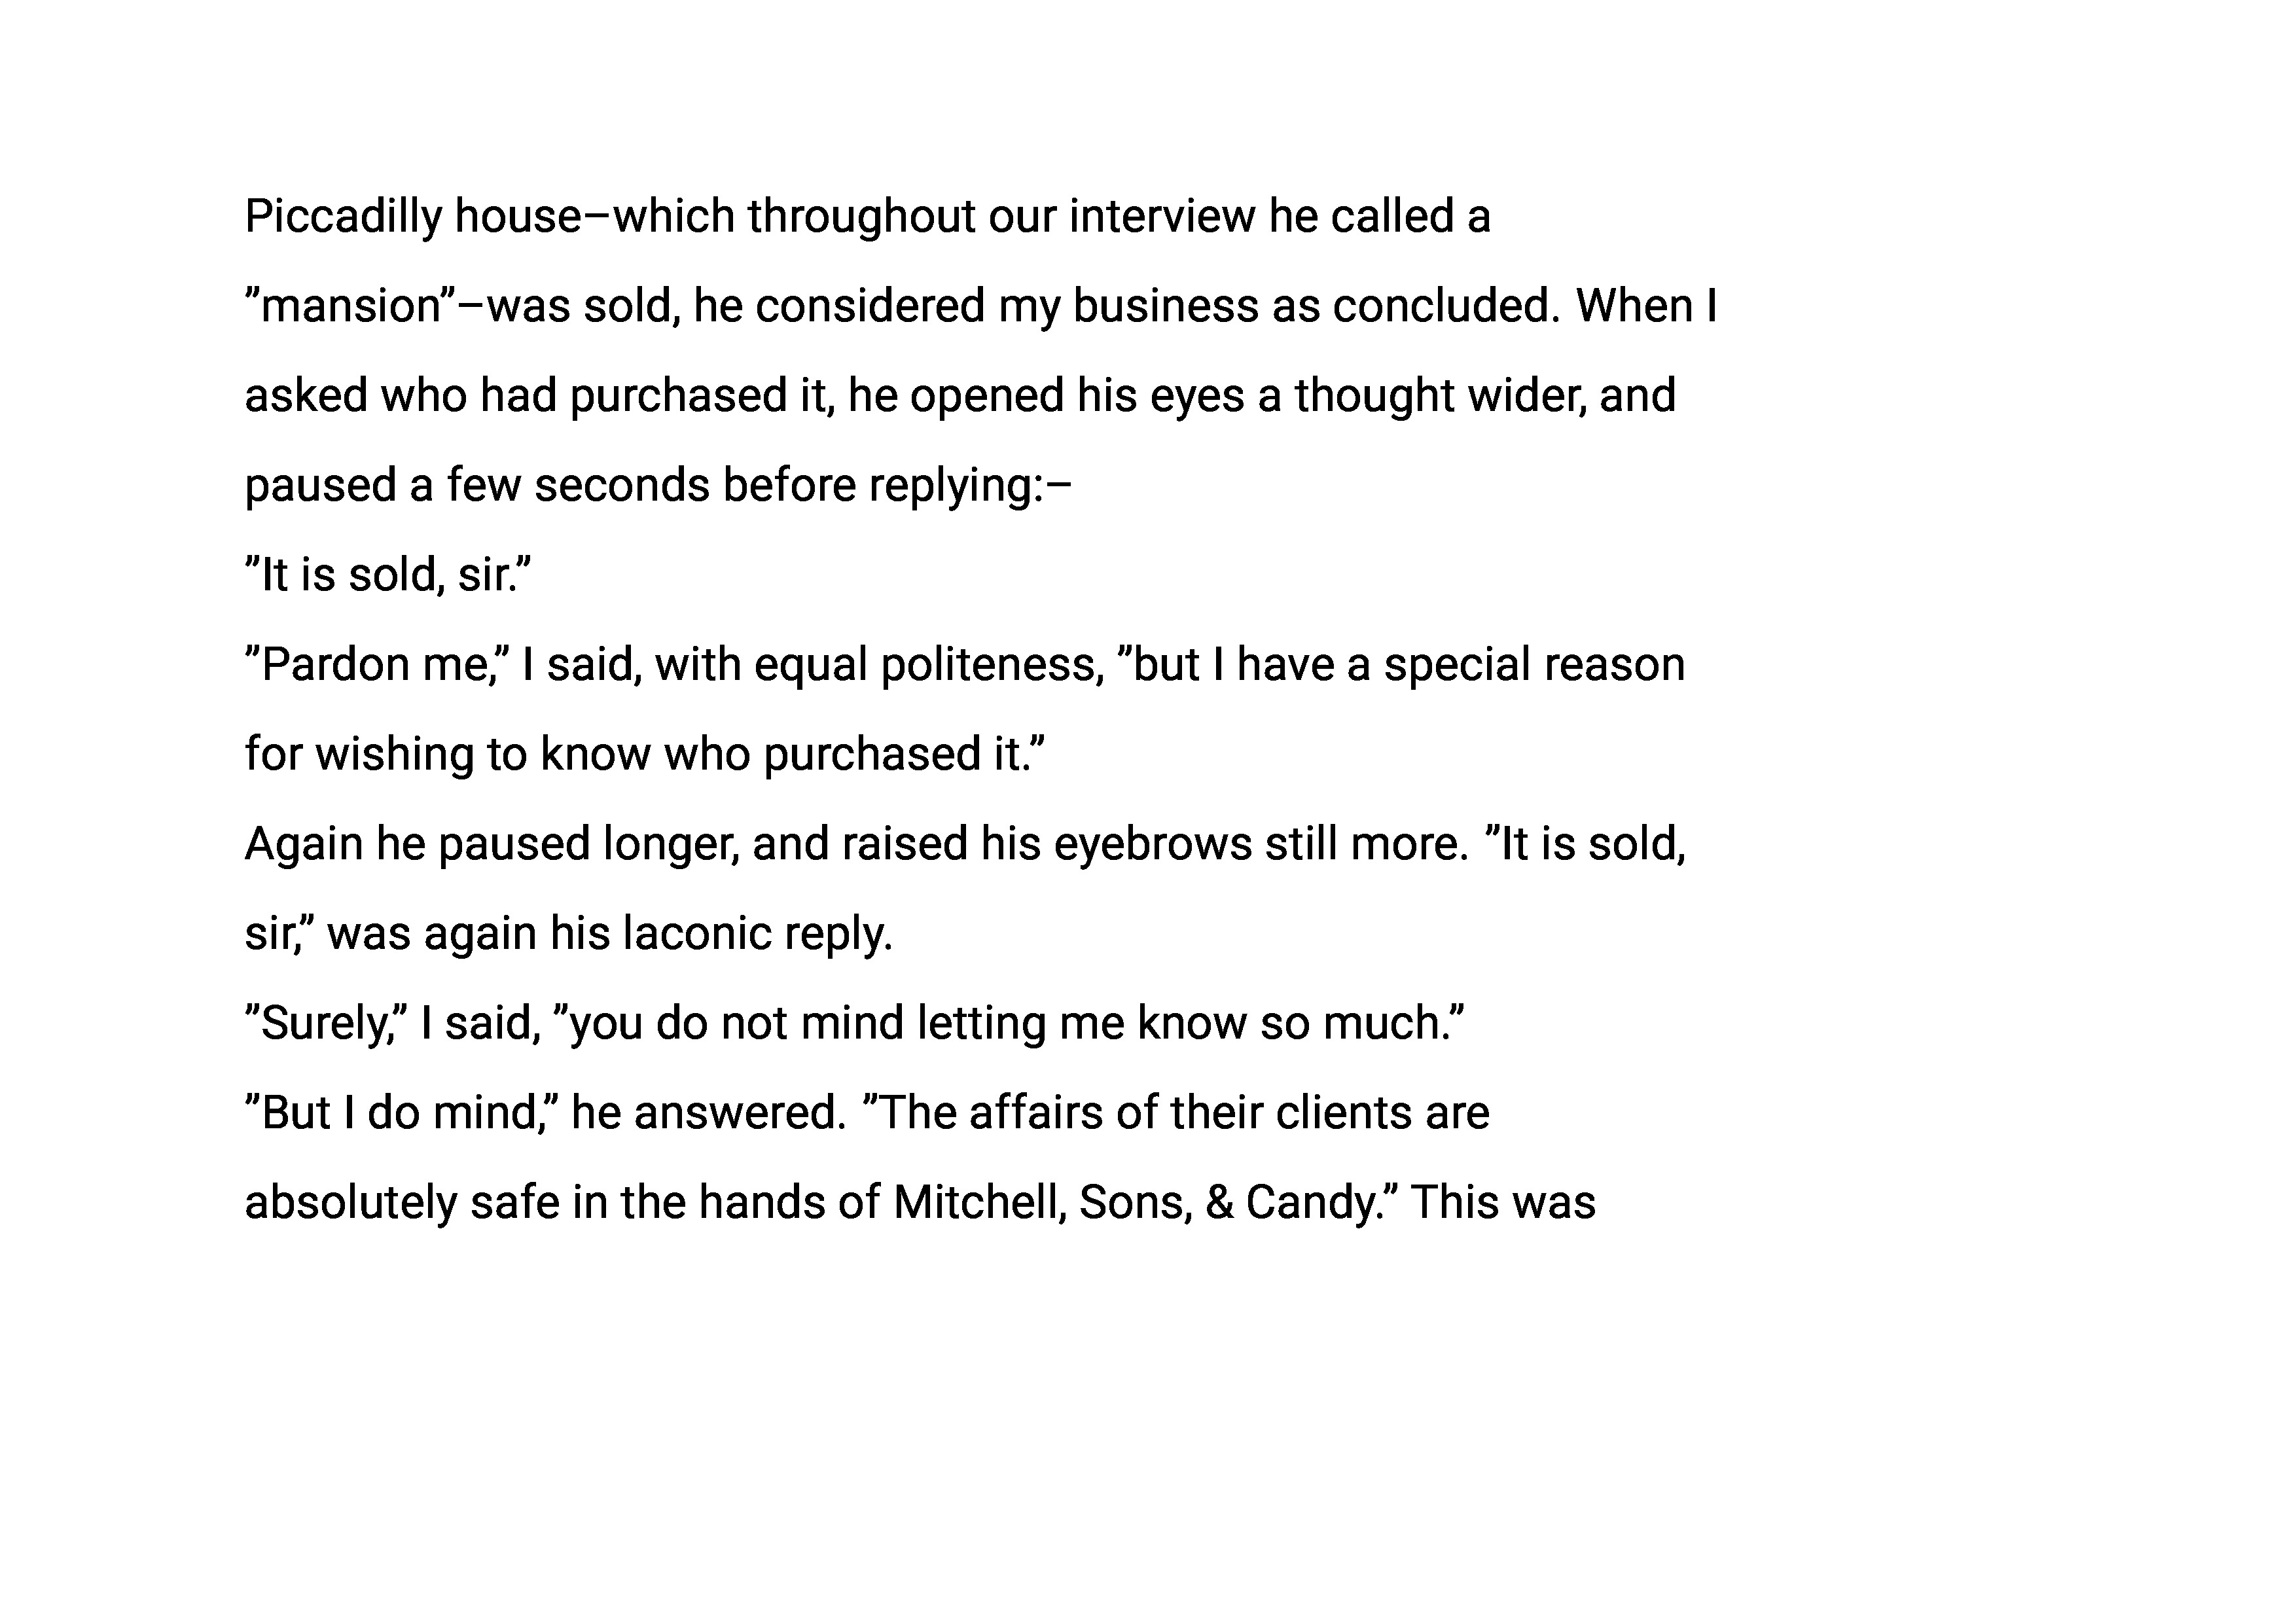 Piccadilly house–which throughout our interview he called a
”mansion”–was sold, he considered my business as concluded. When I
asked who had purchased it, he opened his eyes a thought wider, and
paused a few seconds before replying:–
”It is sold, sir.”
”Pardon me,” I said, with equal politeness, ”but I have a special reason
for wishing to know who purchased it.”
Again he paused longer, and raised his eyebrows still more. ”It is sold,
sir,” was again his laconic reply.
”Surely,” I said, ”you do not mind letting me know so much.”
”But I do mind,” he answered. ”The affairs of their clients are
absolutely safe in the hands of Mitchell, Sons, & Candy.” This was